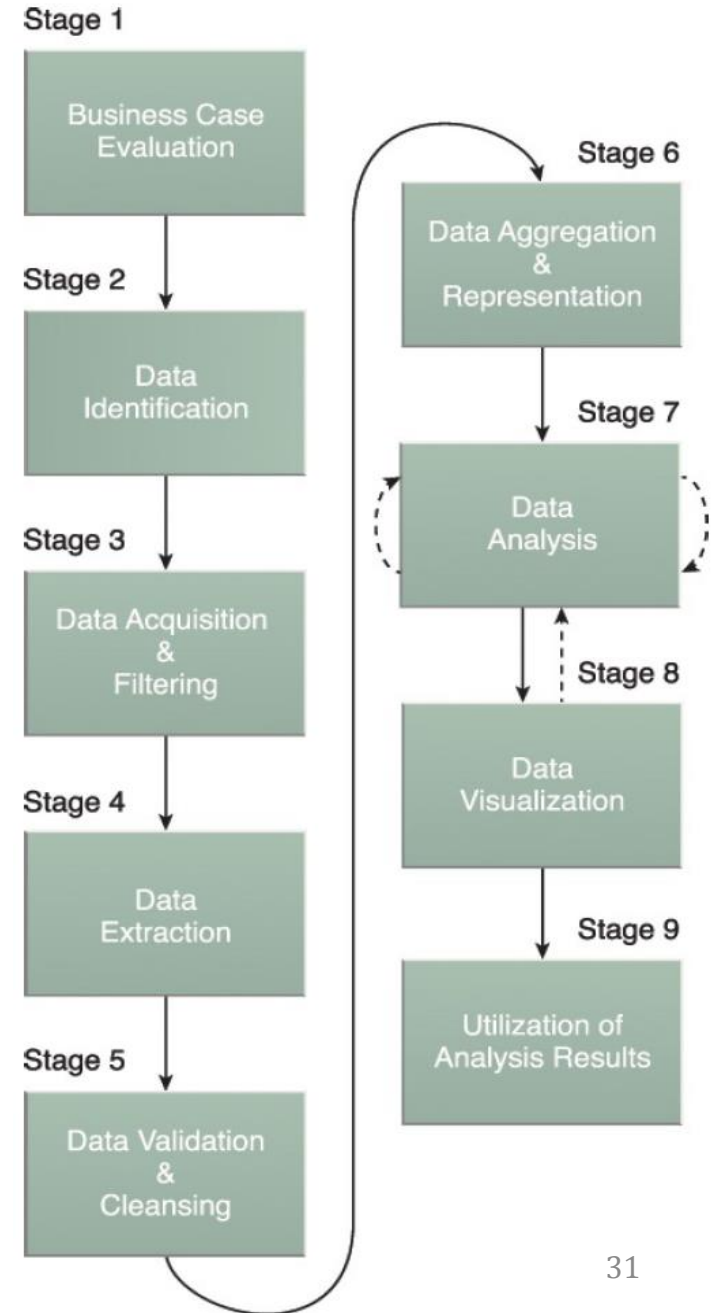 Stage 1
Business Case
Evaluation
Stage 2
Data
Identification
Stage 3
Data Acquisition
&
Filtering
Stage 4
Data
Extraction
Stage 5
Data Validation
&
Cleansing
Stage 6
Data Aggregation
&
Representation
Stage 7
Data
Analysis
Stage 8
Data
Visualization
Stage 9
Utilization of
Analysis Results
31